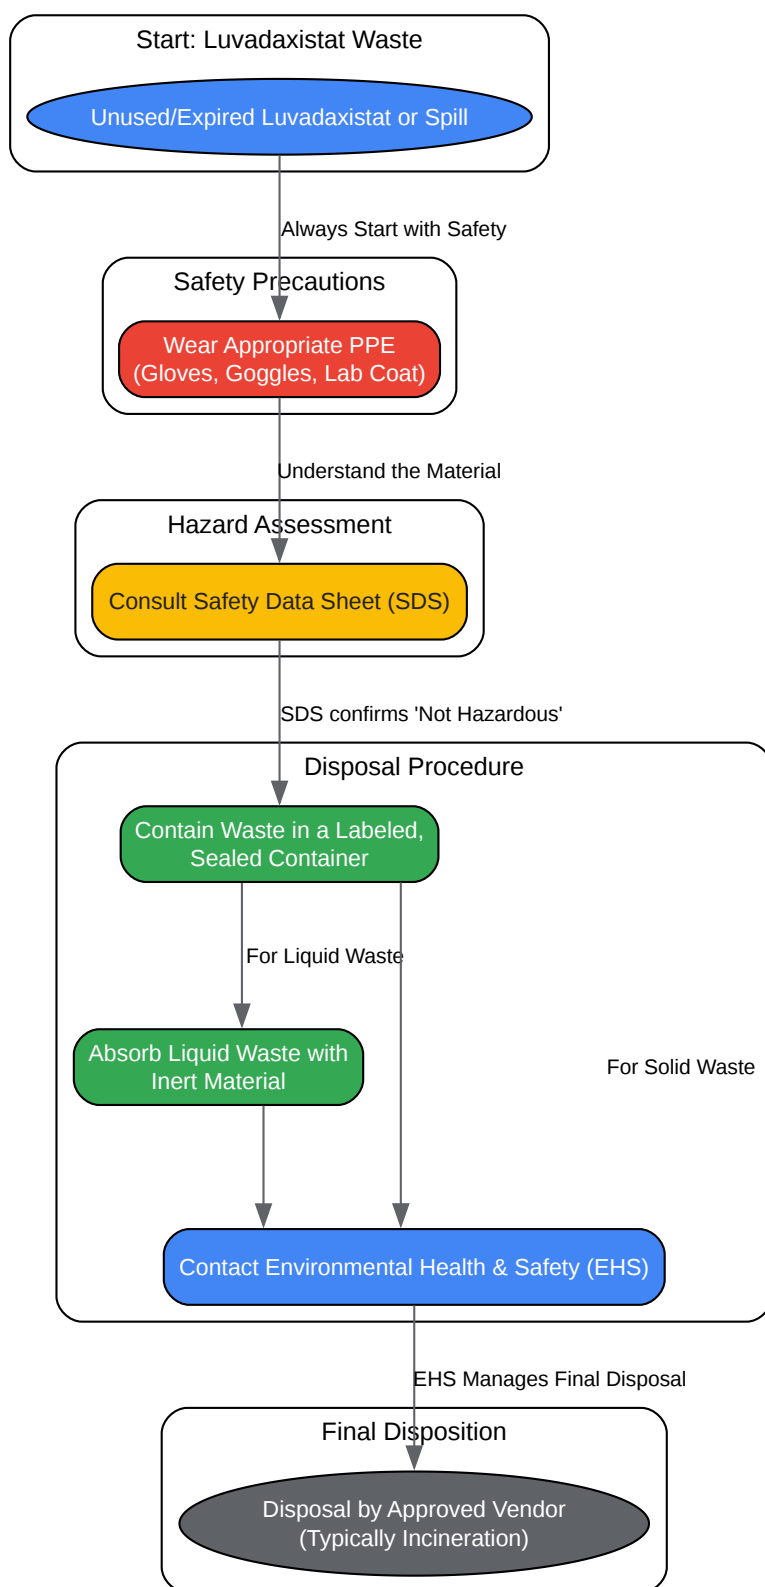 Start: Luvadaxistat Waste
Unused/Expired Luvadaxistat or Spill
Always Start with Safety
Safety Precautions
Wear Appropriate PPE
(Gloves, Goggles, Lab Coat)
Understand the Material
Hazard Assessment
Consult Safety Data Sheet (SDS)
SDS confirms 'Not Hazardous'
Disposal Procedure
Contain Waste in a Labeled,
Sealed Container
For Liquid Waste
Absorb Liquid Waste with
Inert Material
For Solid Waste
Contact Environmental Health & Safety (EHS)
EHS Manages Final Disposal
Final Disposition
Disposal by Approved Vendor
(Typically Incineration)